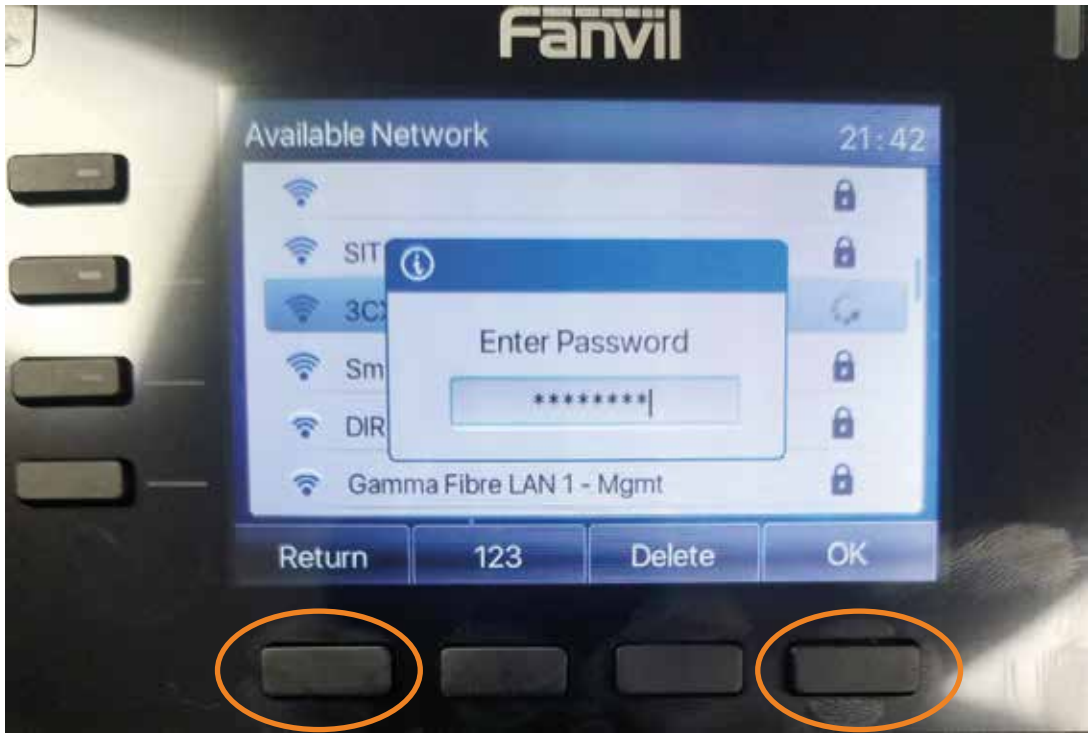 Fanvil
Available Network 21:42
SIT
3CX
Enter Password
Sm
********
DIR
Gamma Fibre LAN 1 - Mgmt
Return 123 Delete OK